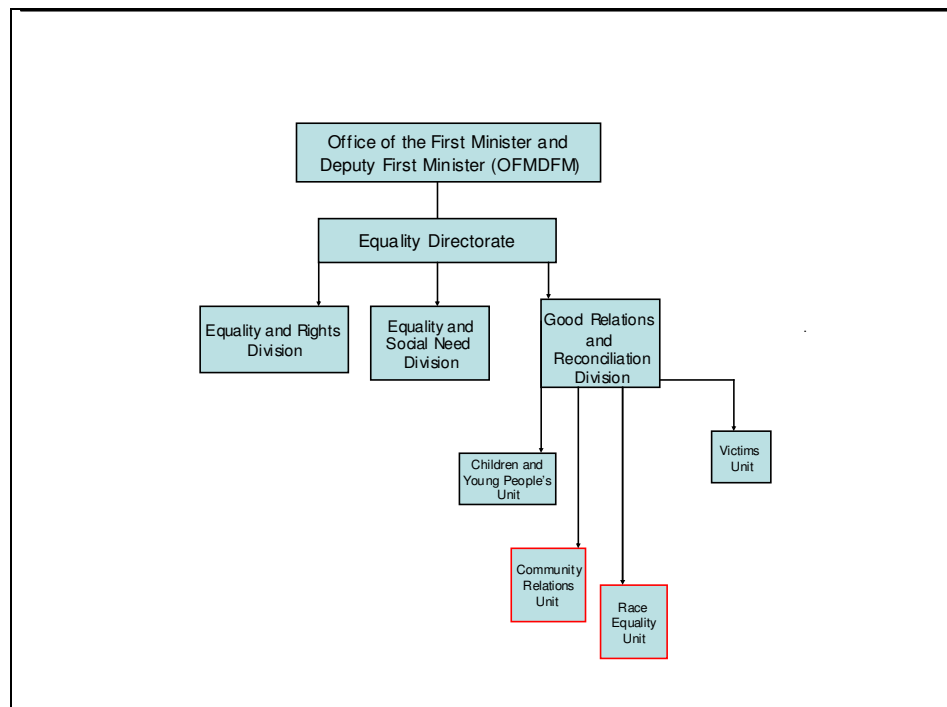 Office of the First Minister and
Deputy First Minister (OFMDFM)
Equality Directorate
Equality and Rights
Division
Equality and
Social Need
Division
Good Relations
and
Reconciliation
Division
Children and
Young People's
Unit
Victims
Unit
Community
Relations
Unit
Race
Equality
Unit